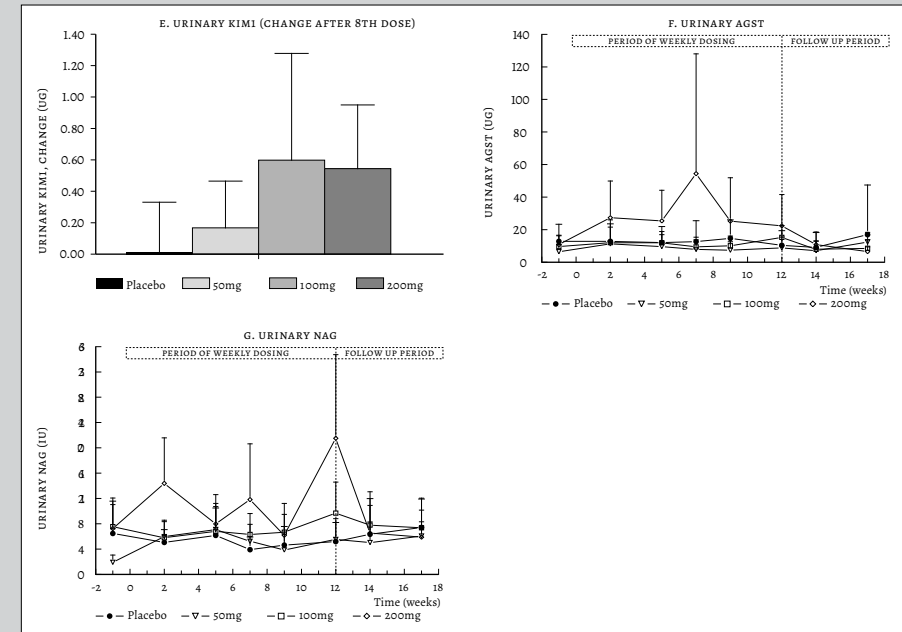 E. URINARY KIM1 (CHANGE AFTER 8TH DOSE)
URINARY KIM1, CHANGE (UG)
1.40
1.20
1.00
0.80
0.60
0.40
0.20
0.00
Placebo 50mg 100mg 200mg
F. URINARY AGST
PERIOD OF WEEKLY DOSING FOLLOW UP PERIOD
URINARY AGST (UG)
140
120
100
80
60
40
20
0
-2 0 2 4 6 8 10 12 14 16 18
Time (weeks)
Placebo 50mg 100mg 200mg
G. URINARY NAG
PERIOD OF WEEKLY DOSING FOLLOW UP PERIOD
URINARY NAG (IU)
8
4
0
-2 0 2 4 6 8 10 12 14 16 18
Time (weeks)
Placebo 50mg 100mg 200mg